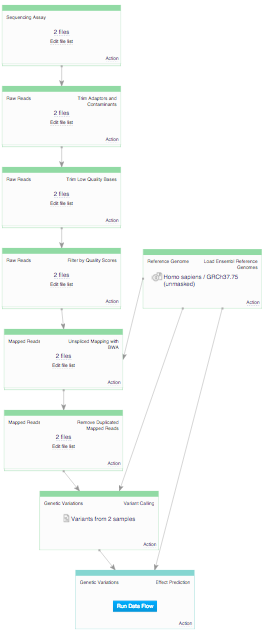 Sequencing Assay
2 files
Edit file list
Action
Raw Reads
Trim Adaptors and
Contaminants
2 files
Edit file list
Action
Raw Reads
Trim Low Quality Bases
2 files
Edit file list
Action
Raw Reads
Filter by Quality Scores
2 files
Edit file list
Action
Reference Genome
Load Ensembl Reference
Genomes
Homo sapiens / GRCh37.75
(unmasked)
Action
Mapped Reads
Unspliced Mapping with
BWA
2 files
Edit file list
Action
Mapped Reads
Remove Duplicated
Mapped Reads
2 files
Edit file list
Action
Genetic Variations
Variant Calling
Variants from 2 samples
Action
Genetic Variations
Effect Prediction
Run Data Flow
Action